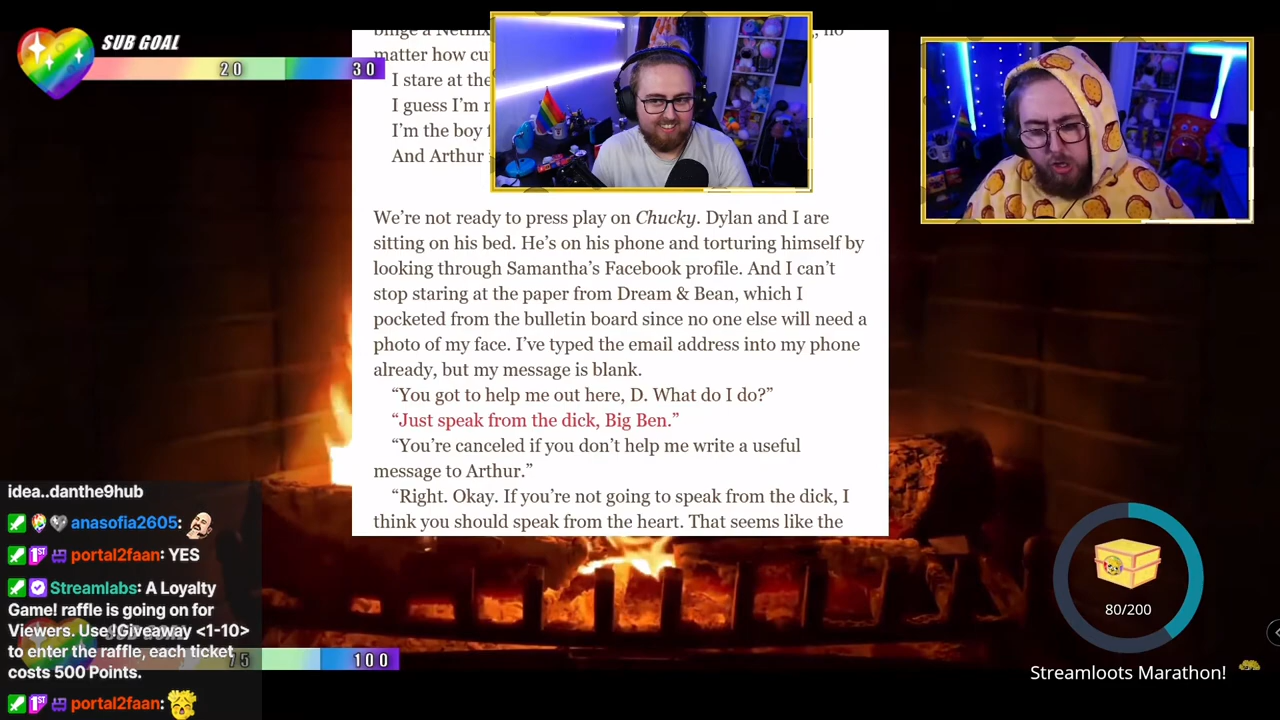 SUB GOAL
20
30
matter how cu
I stare at the
I guess I'm
I'm the boy
And Arthur
We're not ready to press play on Chucky. Dylan and I are
sitting on his bed. He's on his phone and torturing himself by
looking through Samantha's Facebook profile. And I can't
stop staring at the paper from Dream & Bean, which I
pocketed from the bulletin board since no one else will need a
photo of my face. I've typed the email address into my phone
already, but my message is blank.
“You got to help me out here, D. What do I do?”
“Just speak from the dick, Big Ben.”
“You're canceled if you don't help me write a useful
message to Arthur.”
“Right. Okay. If you're not going to speak from the dick, I
think you should speak from the heart. That seems like the
idea..danthe9hub
anasofia2605:
portal2faan: YES
Streamlabs: A Loyalty
Game! raffle is going on for
Viewers. Use !Giveaway <1-10>
to enter the raffle, each ticket
costs 500 Points.
portal2faan:
75
100
80/200
Streamloots Marathon!